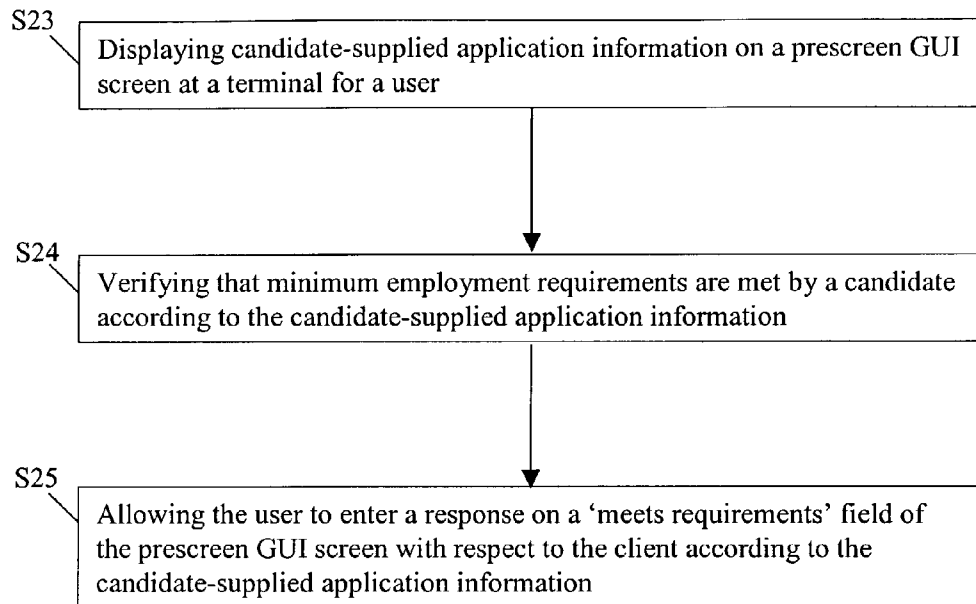 S23
Displaying candidate-supplied application information on a prescreen GUI
screen at a terminal for a user
S24
Verifying that minimum employment requirements are met by a candidate
according to the candidate-supplied application information
S25
Allowing the user to enter a response on a ‘meets requirements’ field of
the prescreen GUI screen with respect to the client according to the
candidate-supplied application information